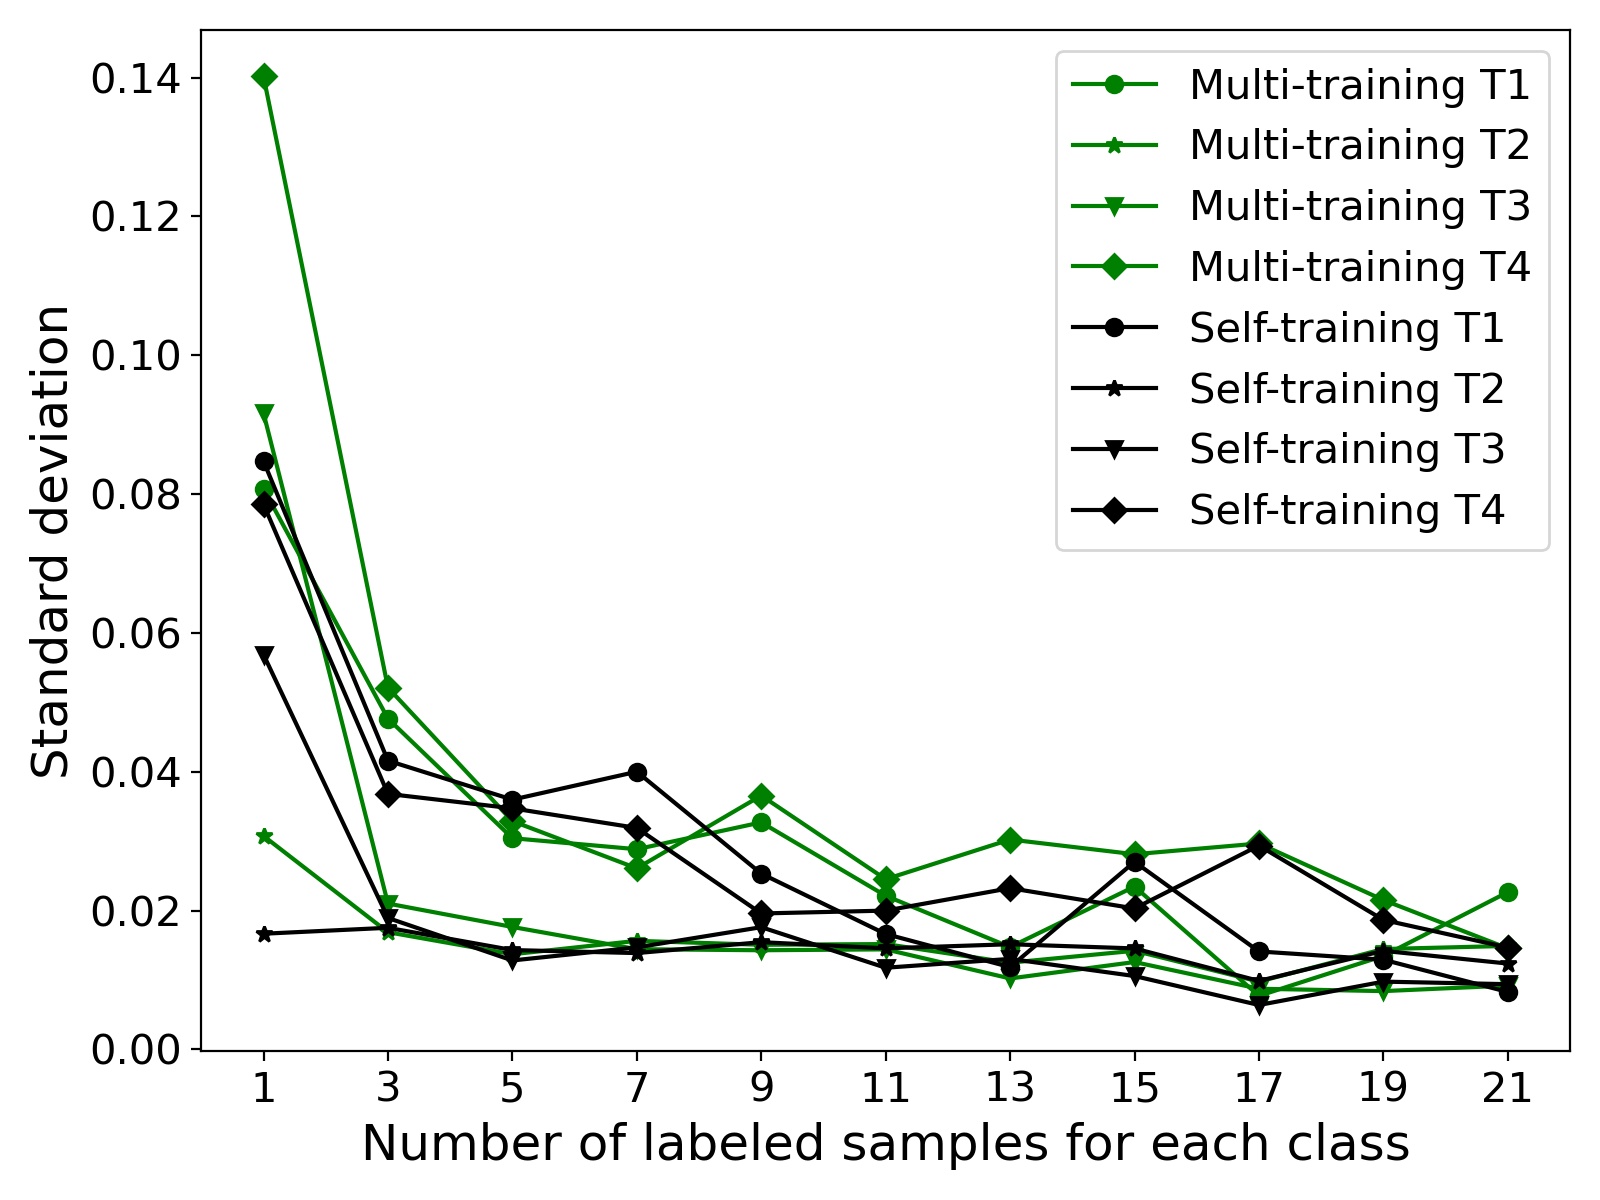 Standard deviation
0.14
0.12
0.10
0.08
0.06
0.04
0.02
0.00
1 3 5 7 9 11 13 15 17 19 21
Number of labeled samples for each class
Multi-training T1
Multi-training T2
Multi-training T3
Multi-training T4
Self-training T1
Self-training T2
Self-training T3
Self-training T4